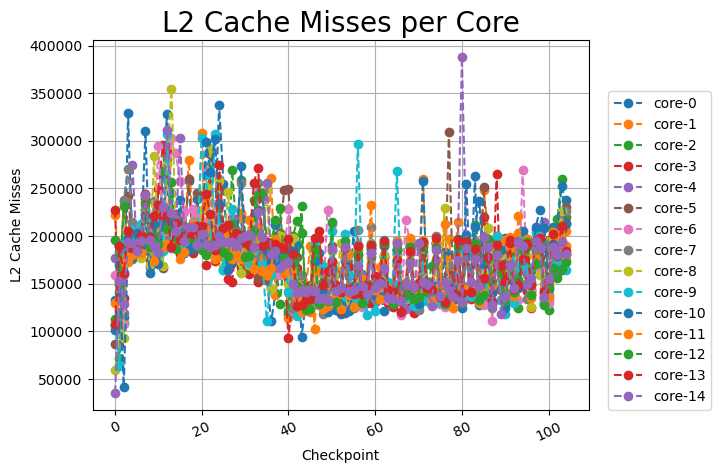 L2 Cache Misses per Core
400000
350000
300000
250000
200000
150000
100000
50000
L2 Cache Misses
0
20
40
60
80
100
Checkpoint
core-0
core-1
core-2
core-3
core-4
core-5
core-6
core-7
core-8
core-9
core-10
core-11
core-12
core-13
core-14